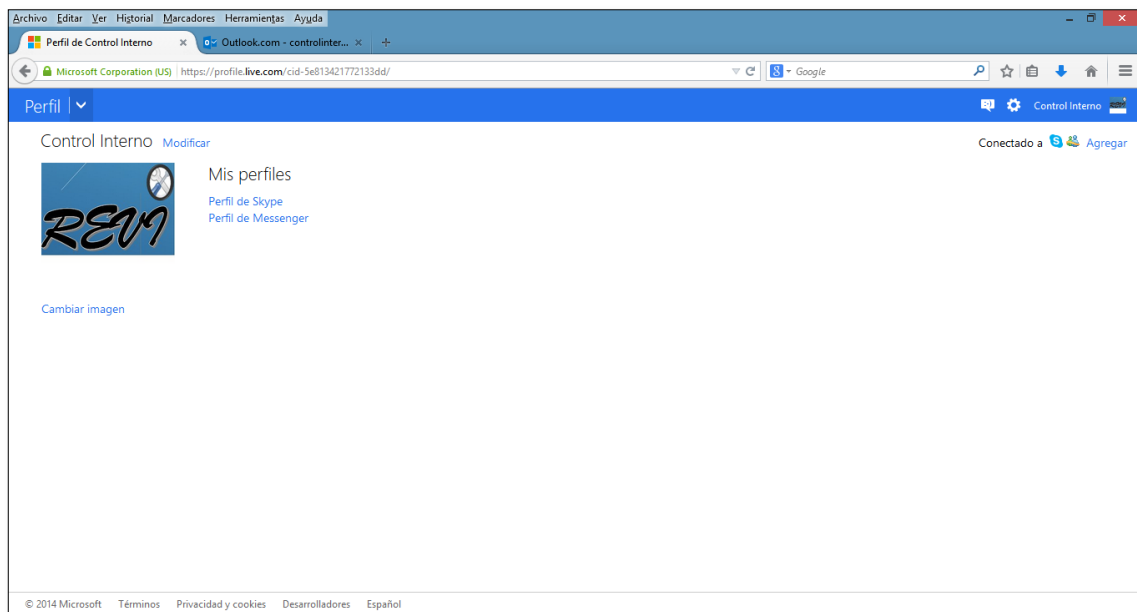 Archivo Editar Ver Historial Marcadores Herramientas Ayuda
Perfil de Control Interno Outlook.com - controlinter...
Microsoft Corporation (US) https://profile.live.com/cid-5e813421772133dd/ Google
Perfil Control Interno
Control Interno Modificar Conectado a Agregar
Mis perfiles
Perfil de Skype
Perfil de Messenger
REVI
Cambiar imagen
© 2014 Microsoft Términos Privacidad y cookies Desarrolladores Español